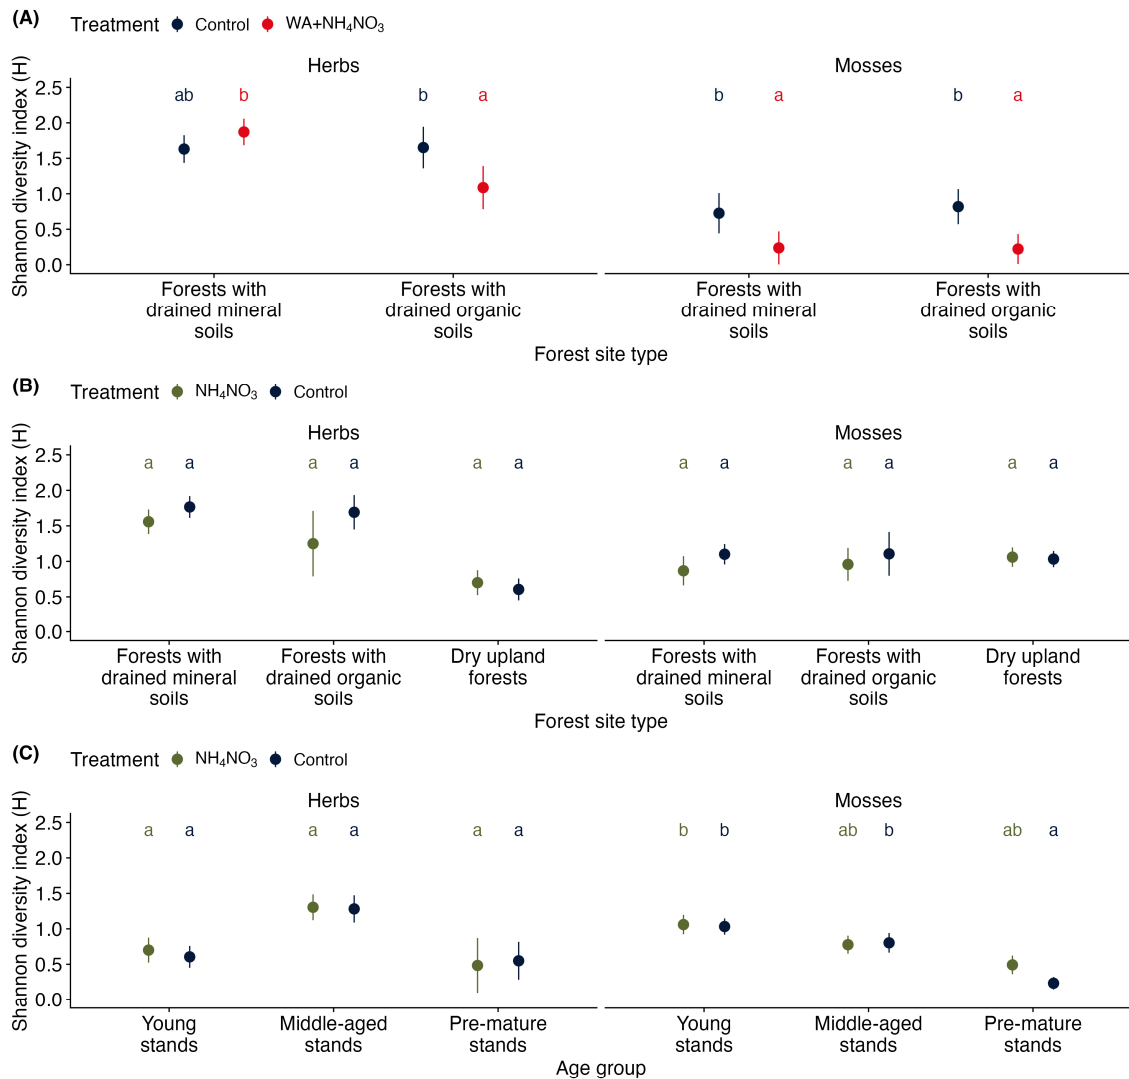 (A) Treatment Control WA+NH₄NO₃
Herbs Mosses
Shannon diversity index (H)
2.5
2.0
1.5
1.0
0.5
0.0
ab b b a b a b a
Forests with drained mineral soils
Forests with drained organic soils
Forests with drained mineral soils
Forests with drained organic soils
Forest site type
(B) Treatment NH₄NO₃ Control
Herbs Mosses
Shannon diversity index (H)
2.5
2.0
1.5
1.0
0.5
0.0
a a a a a a a a a a a a
Forests with drained mineral soils
Forests with drained organic soils
Dry upland forests
Forests with drained mineral soils
Forests with drained organic soils
Dry upland forests
Forest site type
(C) Treatment NH₄NO₃ Control
Herbs Mosses
Shannon diversity index (H)
2.5
2.0
1.5
1.0
0.5
0.0
a a a a a a b b ab b ab a
Young stands
Middle-aged stands
Pre-mature stands
Young stands
Middle-aged stands
Pre-mature stands
Age group